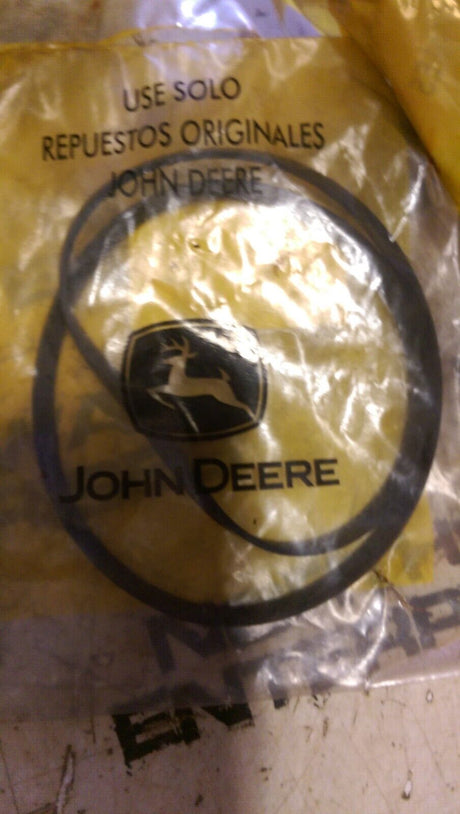 USE SOLO
REPUESTOS ORIGINALES
JOHN DEERE
JOHN DEERE